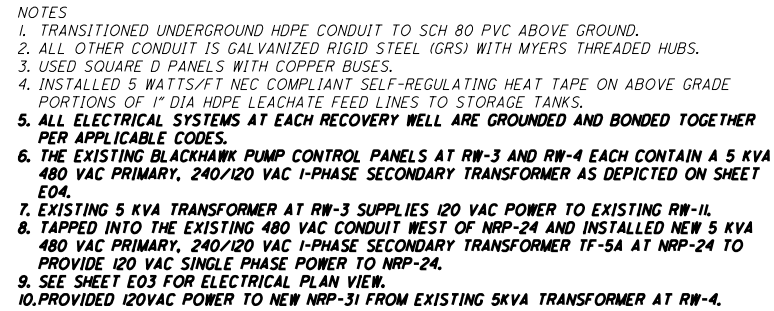 NOTES
1. TRANSITIONED UNDERGROUND HDPE CONDUIT TO SCH 80 PVC ABOVE GROUND.
2. ALL OTHER CONDUIT IS GALVANIZED RIGID STEEL (GRS) WITH MYERS THREADED HUBS.
3. USED SQUARE D PANELS WITH COPPER BUSES.
4. INSTALLED 5 WATTS/FT NEC COMPLIANT SELF-REGULATING HEAT TAPE ON ABOVE GRADE
PORTIONS OF 1" DIA HDPE LEACHATE FEED LINES TO STORAGE TANKS.
5. ALL ELECTRICAL SYSTEMS AT EACH RECOVERY WELL ARE GROUNDED AND BONDED TOGETHER
PER APPLICABLE CODES.
6. THE EXISTING BLACKHAWK PUMP CONTROL PANELS AT RW-3 AND RW-4 EACH CONTAIN A 5 KVA
480 VAC PRIMARY, 240/120 VAC 1-PHASE SECONDARY TRANSFORMER AS DEPICTED ON SHEET
E04.
7. EXISTING 5 KVA TRANSFORMER AT RW-3 SUPPLIES 120 VAC POWER TO EXISTING RW-11.
8. TAPPED INTO THE EXISTING 480 VAC CONDUIT WEST OF NRP-24 AND INSTALLED NEW 5 KVA
480 VAC PRIMARY, 240/120 VAC 1-PHASE SECONDARY TRANSFORMER TF-5A AT NRP-24 TO
PROVIDE 120 VAC SINGLE PHASE POWER TO NRP-24.
9. SEE SHEET E03 FOR ELECTRICAL PLAN VIEW.
10.PROVIDED 120VAC POWER TO NEW NRP-31 FROM EXISTING 5KVA TRANSFORMER AT RW-4.